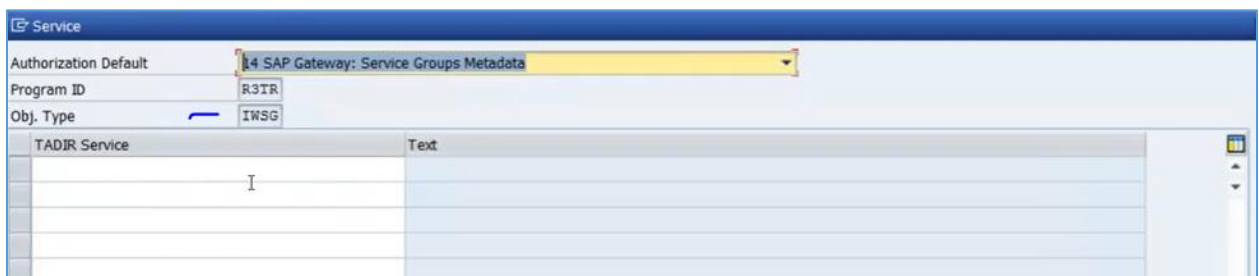 Service
Authorization Default 14 SAP Gateway: Service Groups Metadata
Program ID R3TR
Obj. Type IWSG
TADIR Service Text